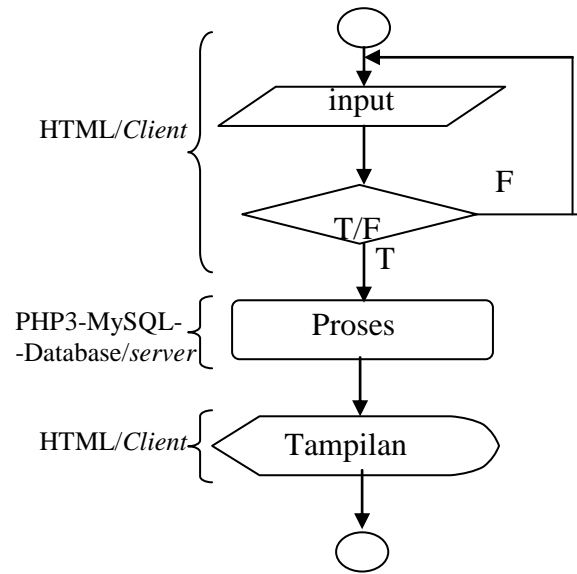 input
HTML/Client
F
T/F
T
PHP3-MySQL-
-Database/server
Proses
HTML/Client
Tampilan